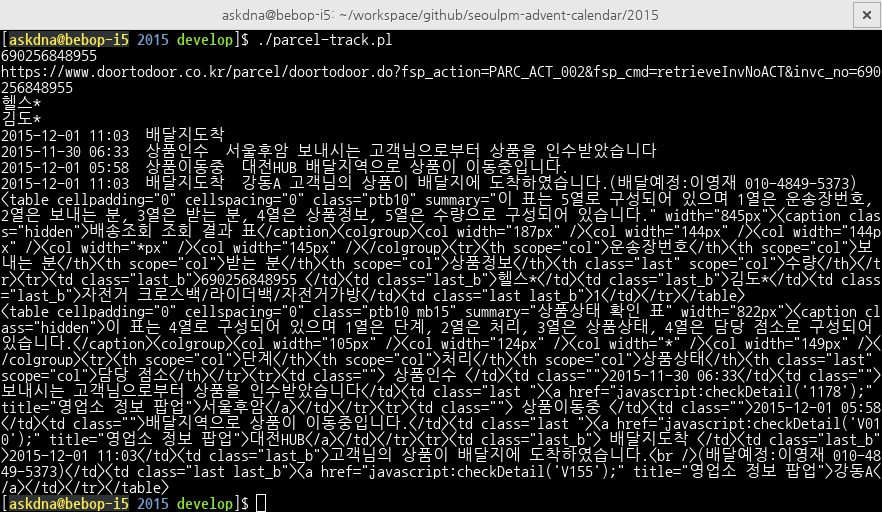 askdna@bebop-i5: ~/workspace/github/seoulpm-advent-calendar/2015
[askdna@bebop-i5 2015 develop]$ ./parcel-track.pl
690256848955
https://www.doortodoor.co.kr/parcel/doortodoor.do?fsp_action=PARC_ACT_002&fsp_cmd=retrieveInvNoACT&invc_no=690
256848955
헬스*
김도*
2015-12-01 11:03  배달지도착
2015-11-30 06:33  상품인수  서울후암 보내시는 고객님으로부터 상품을 인수받았습니다
2015-12-01 05:58  상품이동중  대전HUB 배달지역으로 상품이 이동중입니다.
2015-12-01 11:03  배달지도착  강동A 고객님의 상품이 배달지에 도착하였습니다.(배달예정:이영재 010-4849-5373)
<table cellpadding="0" cellspacing="0" class="ptb10" summary="이 표는 5열로 구성되어 있으며 1열은 운송장번호,
2열은 보내는 분, 3열은 받는 분, 4열은 상품정보, 5열은 수량으로 구성되어 있습니다." width="845px"><caption clas
s="hidden">배송조회 조회 결과 표</caption><colgroup><col width="187px" /><col width="144px" /><col width="144p
x" /><col width="*px" /><col width="145px" /></colgroup><tr><th scope="col">운송장번호</th><th scope="col">보
내는 분</th><th scope="col">받는 분</th><th scope="col">상품정보</th><th class="last" scope="col">수량</th></t
r><tr><td class="last_b">690256848955 </td><td class="last_b">헬스*</td><td class="last_b">김도*</td><td clas
s="last_b">자전거 크로스백/라이더백/자전거가방</td><td class="last last_b">1</td></tr></table>
<table cellpadding="0" cellspacing="0" class="ptb10 mb15" summary="상품상태 확인 표" width="822px"><caption cl
ass="hidden">이 표는 4열로 구성되어 있으며 1열은 단계, 2열은 처리, 3열은 상품상태, 4열은 담당 점소로 구성되어
있습니다.</caption><colgroup><col width="105px" /><col width="124px" /><col width="*" /><col width="149px" /><
/colgroup><tr><th scope="col">단계</th><th scope="col">처리</th><th scope="col">상품상태</th><th class="last"
scope="col">담당 점소</th></tr><tr><td class=""> 상품인수 </td><td class="">2015-11-30 06:33</td><td class="">
보내시는 고객님으로부터 상품을 인수받았습니다</td><td class="last "><a href="javascript:checkDetail('1178');"
title="영업소 정보 팝업">서울후암</a></td></tr><tr><td class=""> 상품이동중 </td><td class="">2015-12-01 05:58
</td><td class="">배달지역으로 상품이 이동중입니다.</td><td class="last "><a href="javascript:checkDetail('V01
0');" title="영업소 정보 팝업">대전HUB</a></td></tr><tr><td class="last_b"> 배달지도착 </td><td class="last_b"
>2015-12-01 11:03</td><td class="last_b">고객님의 상품이 배달지에 도착하였습니다.<br />(배달예정:이영재 010-48
49-5373)</td><td class="last last_b"><a href="javascript:checkDetail('V155');" title="영업소 정보 팝업">강동A<
/a></td></tr></table>
[askdna@bebop-i5 2015 develop]$